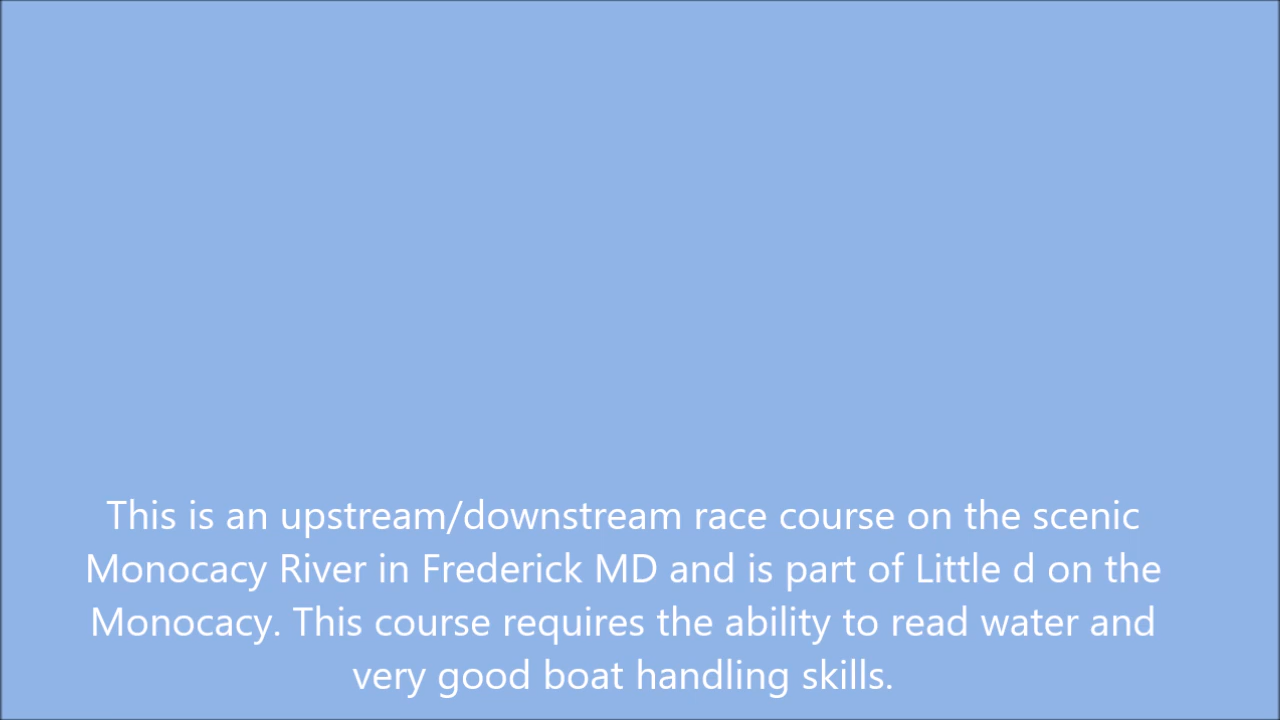 This is an upstream/downstream race course on the scenic
Monocacy River in Frederick MD and is part of Little d on the
Monocacy. This course requires the ability to read water and
very good boat handling skills.